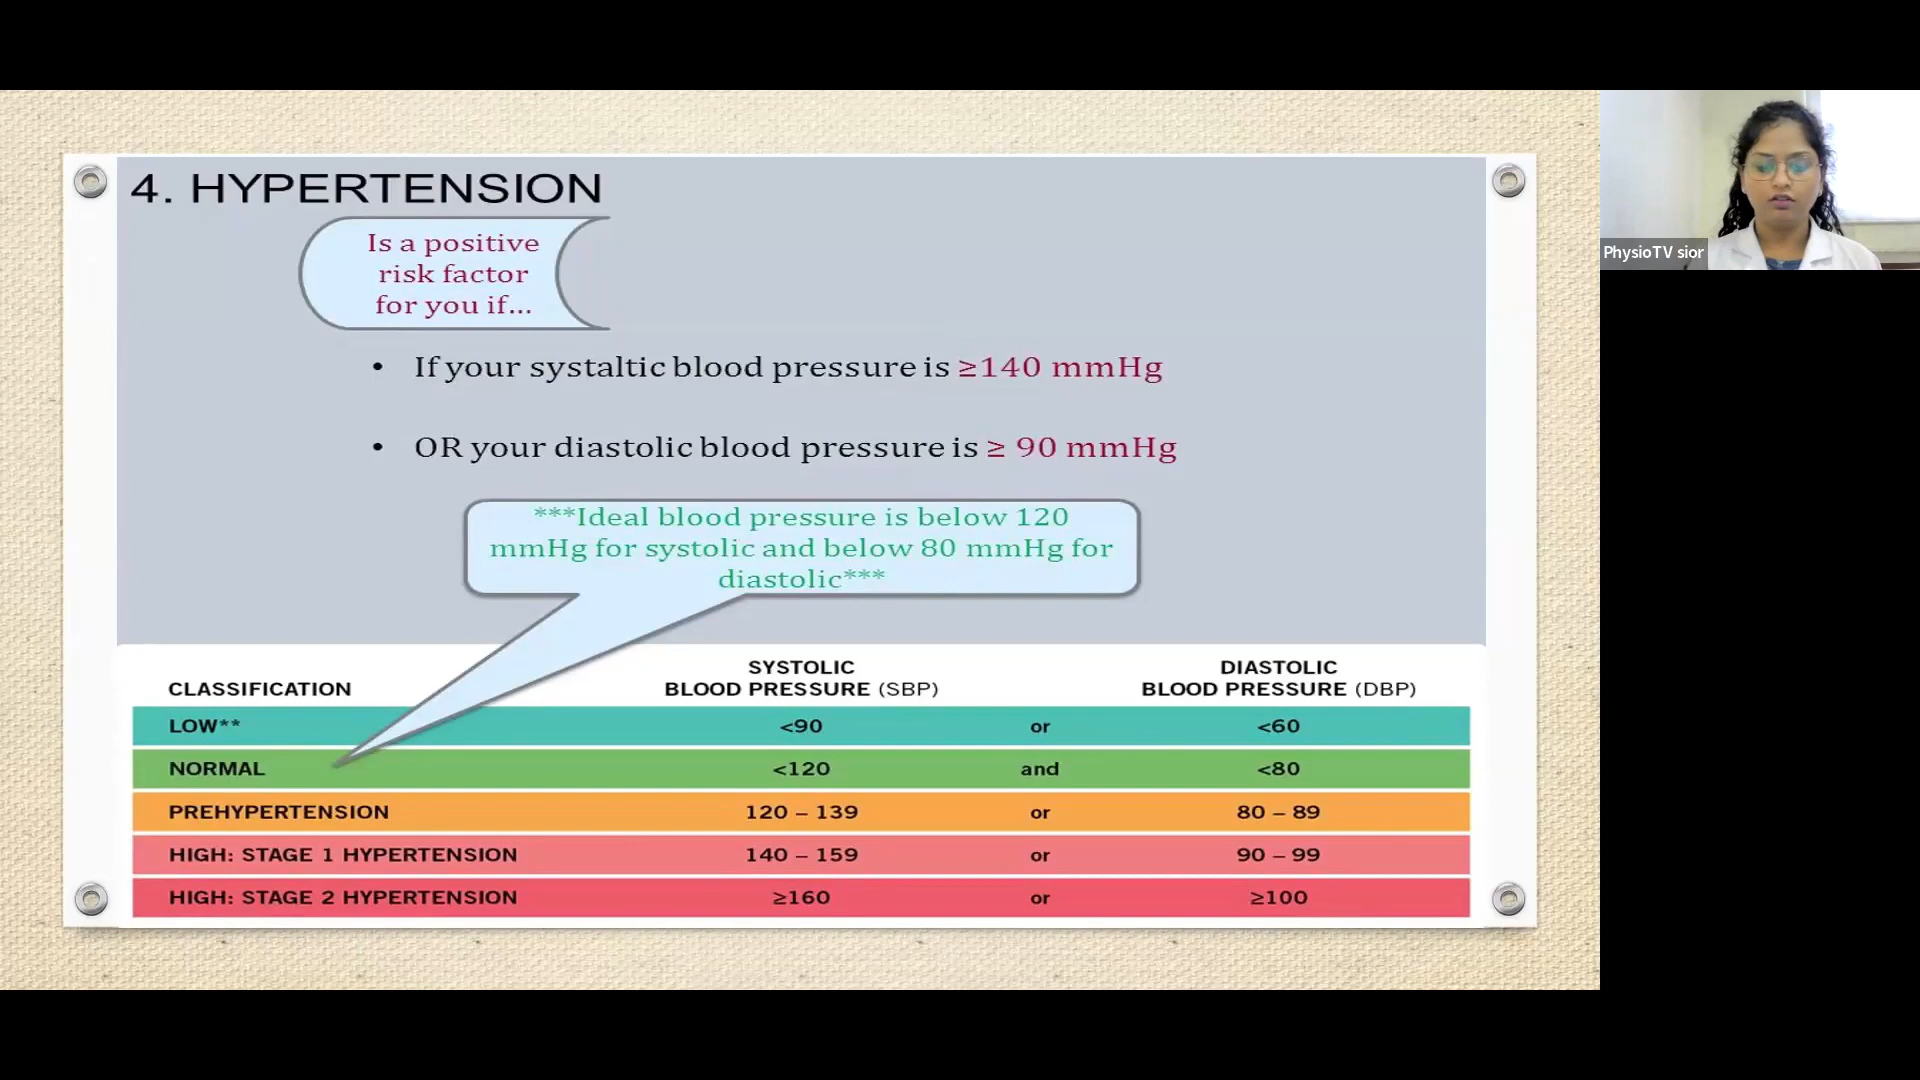 4. HYPERTENSION
Is a positive
risk factor
for you if...
• If your systaltic blood pressure is ≥140 mmHg
• OR your diastolic blood pressure is ≥ 90 mmHg
***Ideal blood pressure is below 120
mmHg for systolic and below 80 mmHg for
diastolic***
CLASSIFICATION SYSTOLIC BLOOD PRESSURE (SBP) DIASTOLIC BLOOD PRESSURE (DBP)
LOW** <90 or <60
NORMAL <120 and <80
PREHYPERTENSION 120 – 139 or 80 – 89
HIGH: STAGE 1 HYPERTENSION 140 – 159 or 90 – 99
HIGH: STAGE 2 HYPERTENSION ≥160 or ≥100
PhysioTV sior